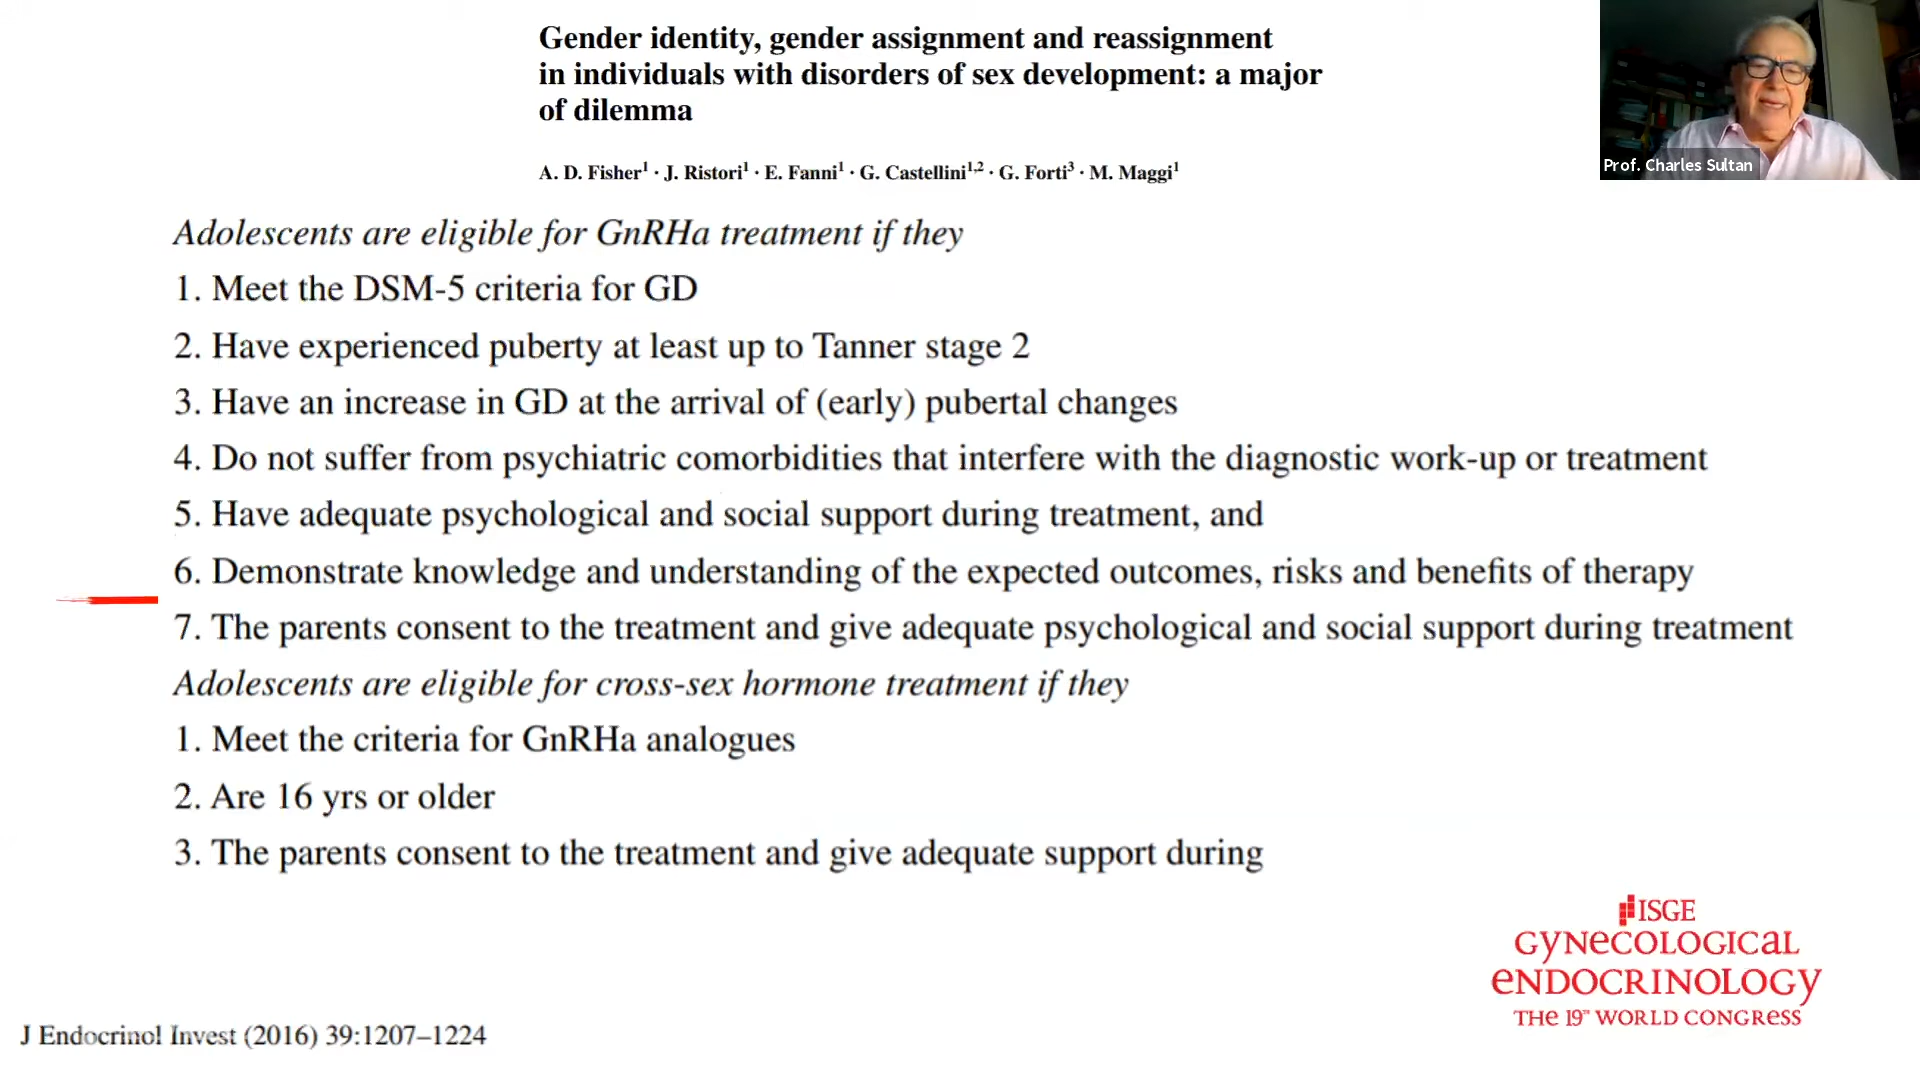 Gender identity, gender assignment and reassignment
in individuals with disorders of sex development: a major
of dilemma
A. D. Fisher¹ · J. Ristori¹ · E. Fanni¹ · G. Castellini¹,² · G. Forti³ · M. Maggi¹
Prof. Charles Sultan
Adolescents are eligible for GnRHa treatment if they
1. Meet the DSM-5 criteria for GD
2. Have experienced puberty at least up to Tanner stage 2
3. Have an increase in GD at the arrival of (early) pubertal changes
4. Do not suffer from psychiatric comorbidities that interfere with the diagnostic work-up or treatment
5. Have adequate psychological and social support during treatment, and
6. Demonstrate knowledge and understanding of the expected outcomes, risks and benefits of therapy
7. The parents consent to the treatment and give adequate psychological and social support during treatment
Adolescents are eligible for cross-sex hormone treatment if they
1. Meet the criteria for GnRHa analogues
2. Are 16 yrs or older
3. The parents consent to the treatment and give adequate support during
ISGE
GYNeCOLOGICaL
eNDOCRINOLOGY
THe 19TH WORLD CONGReSS
J Endocrinol Invest (2016) 39:1207–1224